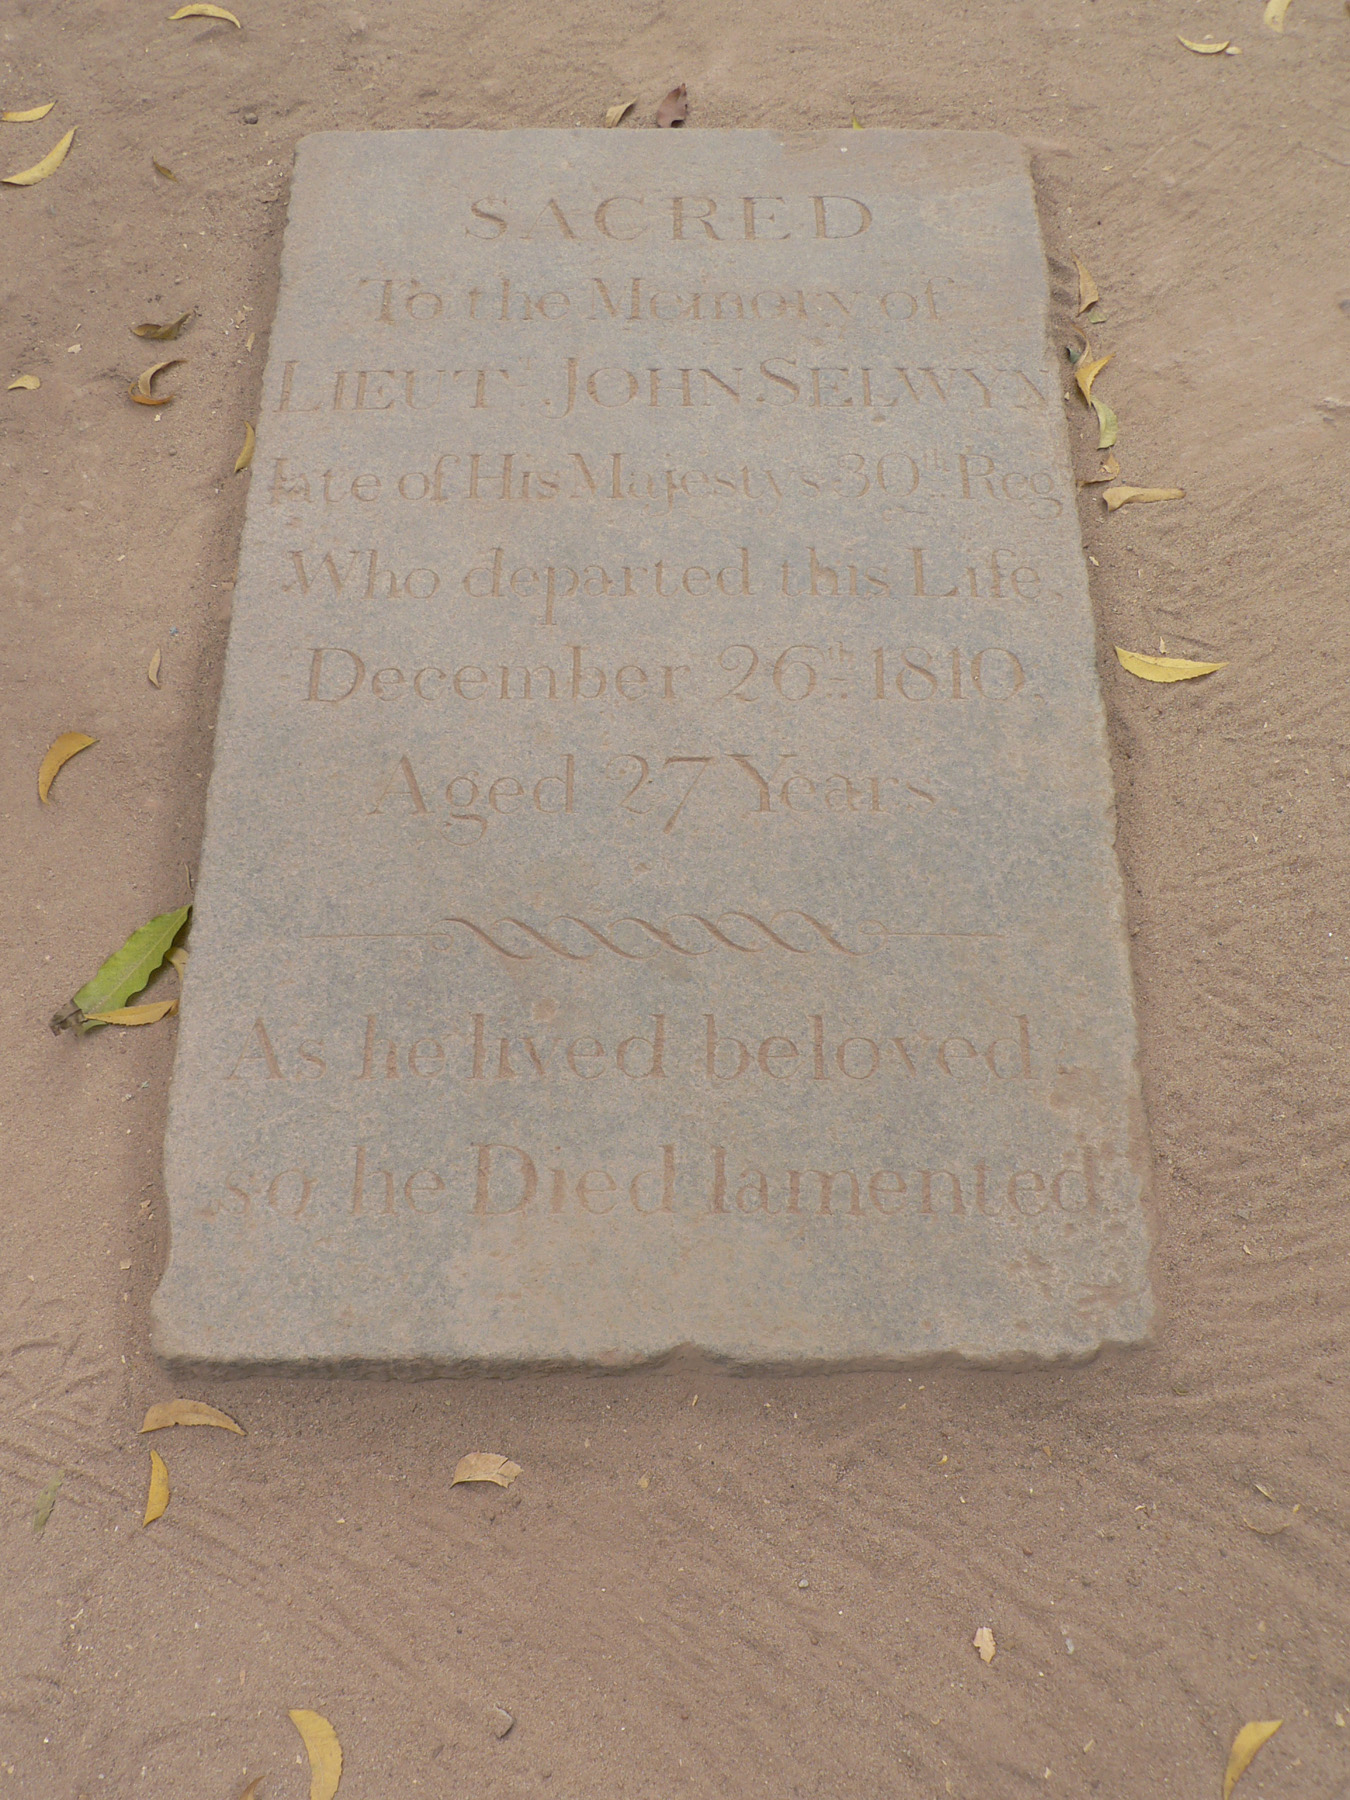 SACRED
To the Memory of
LIEUT.T JOHN SELWYN
late of His Majestys 30th Reg
Who departed this Life
December 26th 1810.
Aged 27 Years
As he lived beloved
so he Died lamented